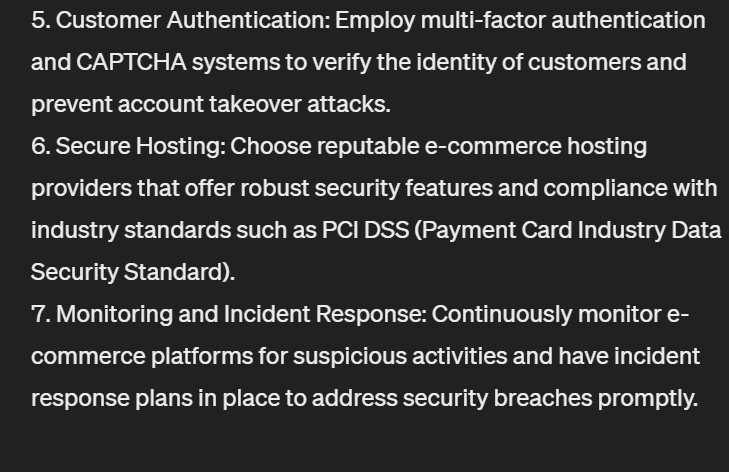 5. Customer Authentication: Employ multi-factor authentication
and CAPTCHA systems to verify the identity of customers and
prevent account takeover attacks.
6. Secure Hosting: Choose reputable e-commerce hosting
providers that offer robust security features and compliance with
industry standards such as PCI DSS (Payment Card Industry Data
Security Standard).
7. Monitoring and Incident Response: Continuously monitor e-
commerce platforms for suspicious activities and have incident
response plans in place to address security breaches promptly.